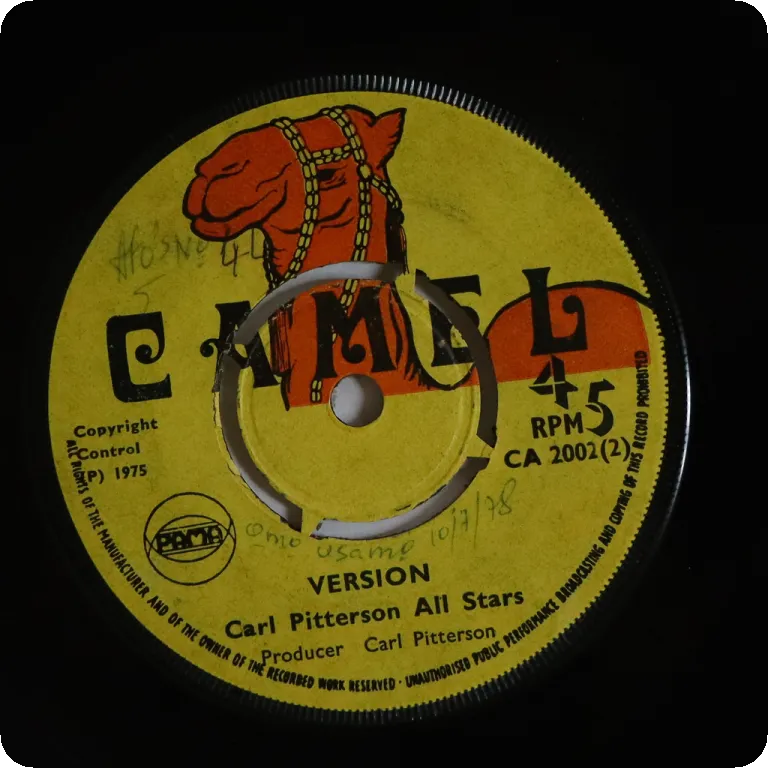 CAMEL
45
RPM
CA 2002(2)
Copyright
Control
(P) 1975
PAMA
10/7/78
VERSION
Carl Pitterson All Stars
Producer Carl Pitterson
ALL RIGHTS OF THE MANUFACTURER AND OF THE OWNER OF THE RECORDED WORK RESERVED · UNAUTHORISED PUBLIC PERFORMANCE BROADCASTING AND COPYING OF THIS RECORD PROHIBITED